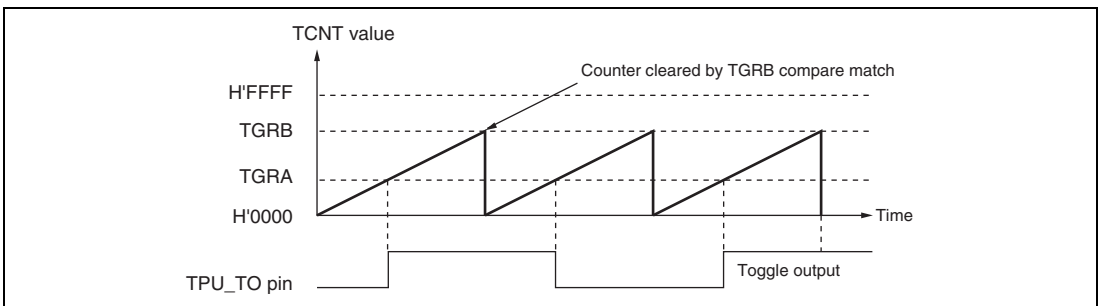 TCNT value
Counter cleared by TGRB compare match
H'FFFF
TGRB
TGRA
H'0000
Time
Toggle output
TPU_TO pin